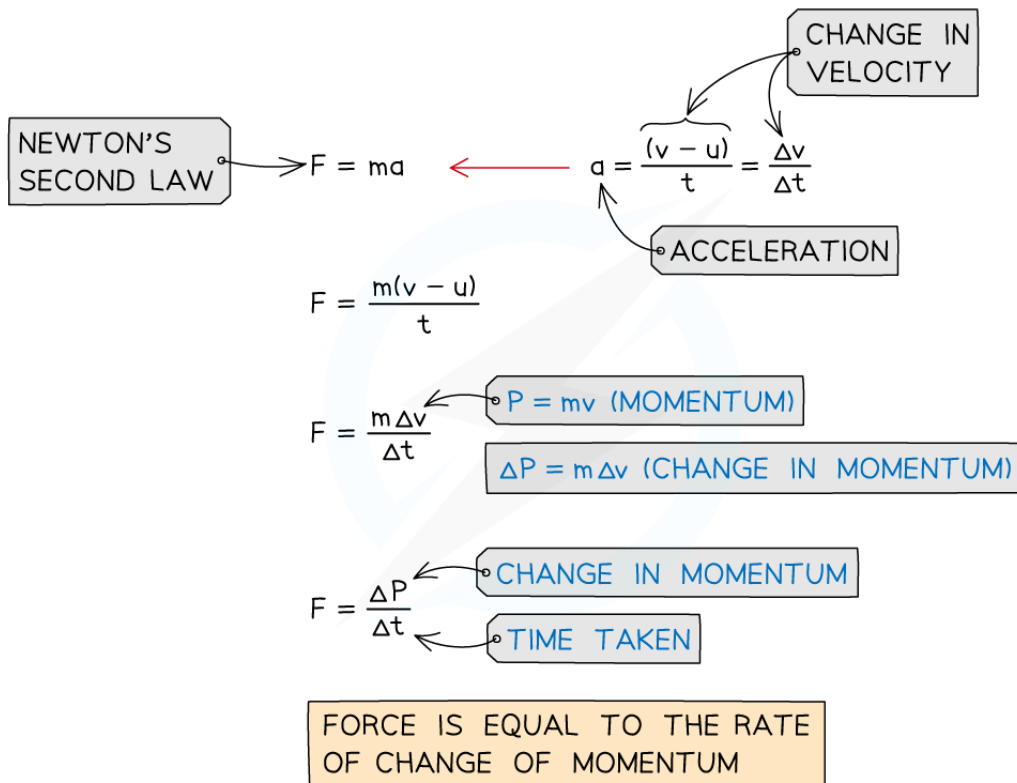 CHANGE IN
VELOCITY
NEWTON'S
SECOND LAW
F = ma
a = (v – u)/t = Δv/Δt
ACCELERATION
F = m(v – u)/t
F = mΔv/Δt
P = mv (MOMENTUM)
ΔP = mΔv (CHANGE IN MOMENTUM)
F = ΔP/Δt
CHANGE IN MOMENTUM
TIME TAKEN
FORCE IS EQUAL TO THE RATE
OF CHANGE OF MOMENTUM